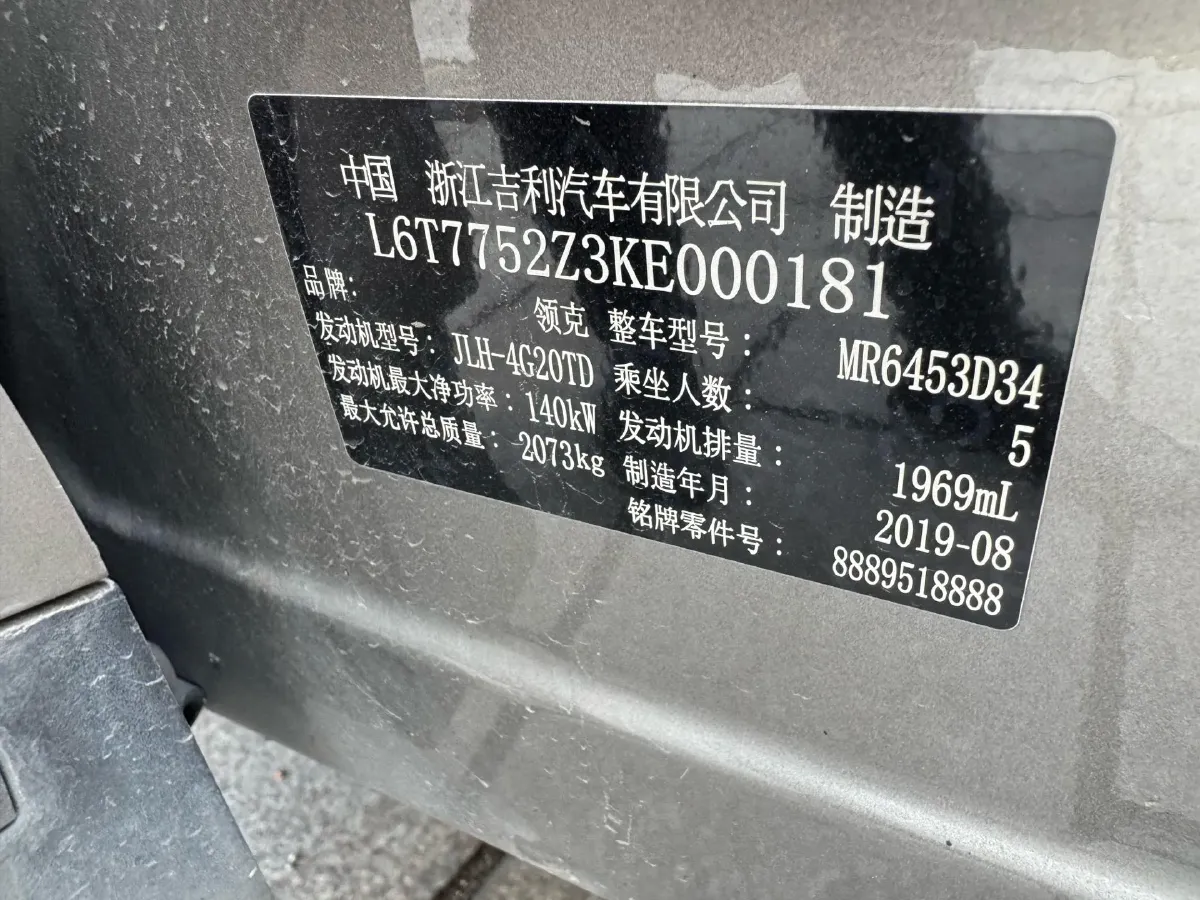 中国 浙江吉利汽车有限公司 制造
L6T7752Z3KE000181
品牌: 领克 整车型号: MR6453D34
发动机型号: JLH-4G20TD 乘坐人数: 5
发动机最大净功率: 140kW 发动机排量: 1969mL
最大允许总质量: 2073kg 制造年月: 2019-08
铭牌零件号: 8889518888